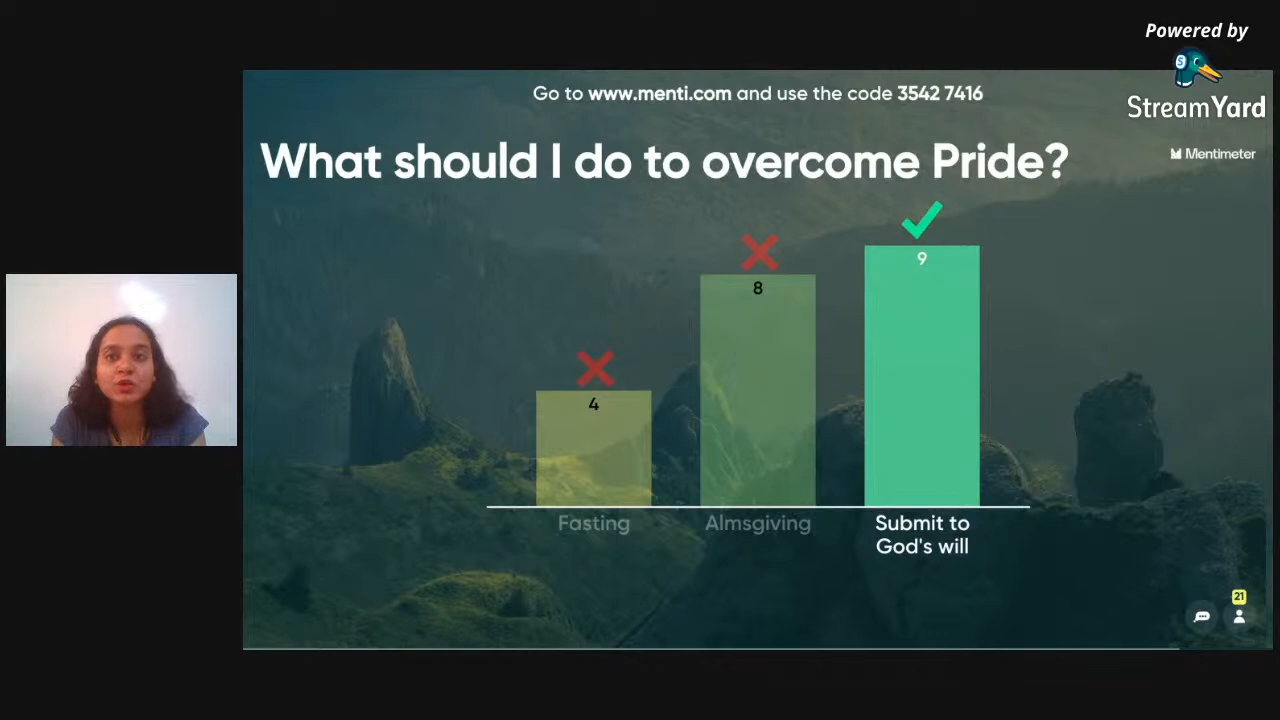 Powered by
StreamYard
Go to www.menti.com and use the code 3542 7416
Mentimeter
What should I do to overcome Pride?
4
8
9
Fasting
Almsgiving
Submit to
God's will
21